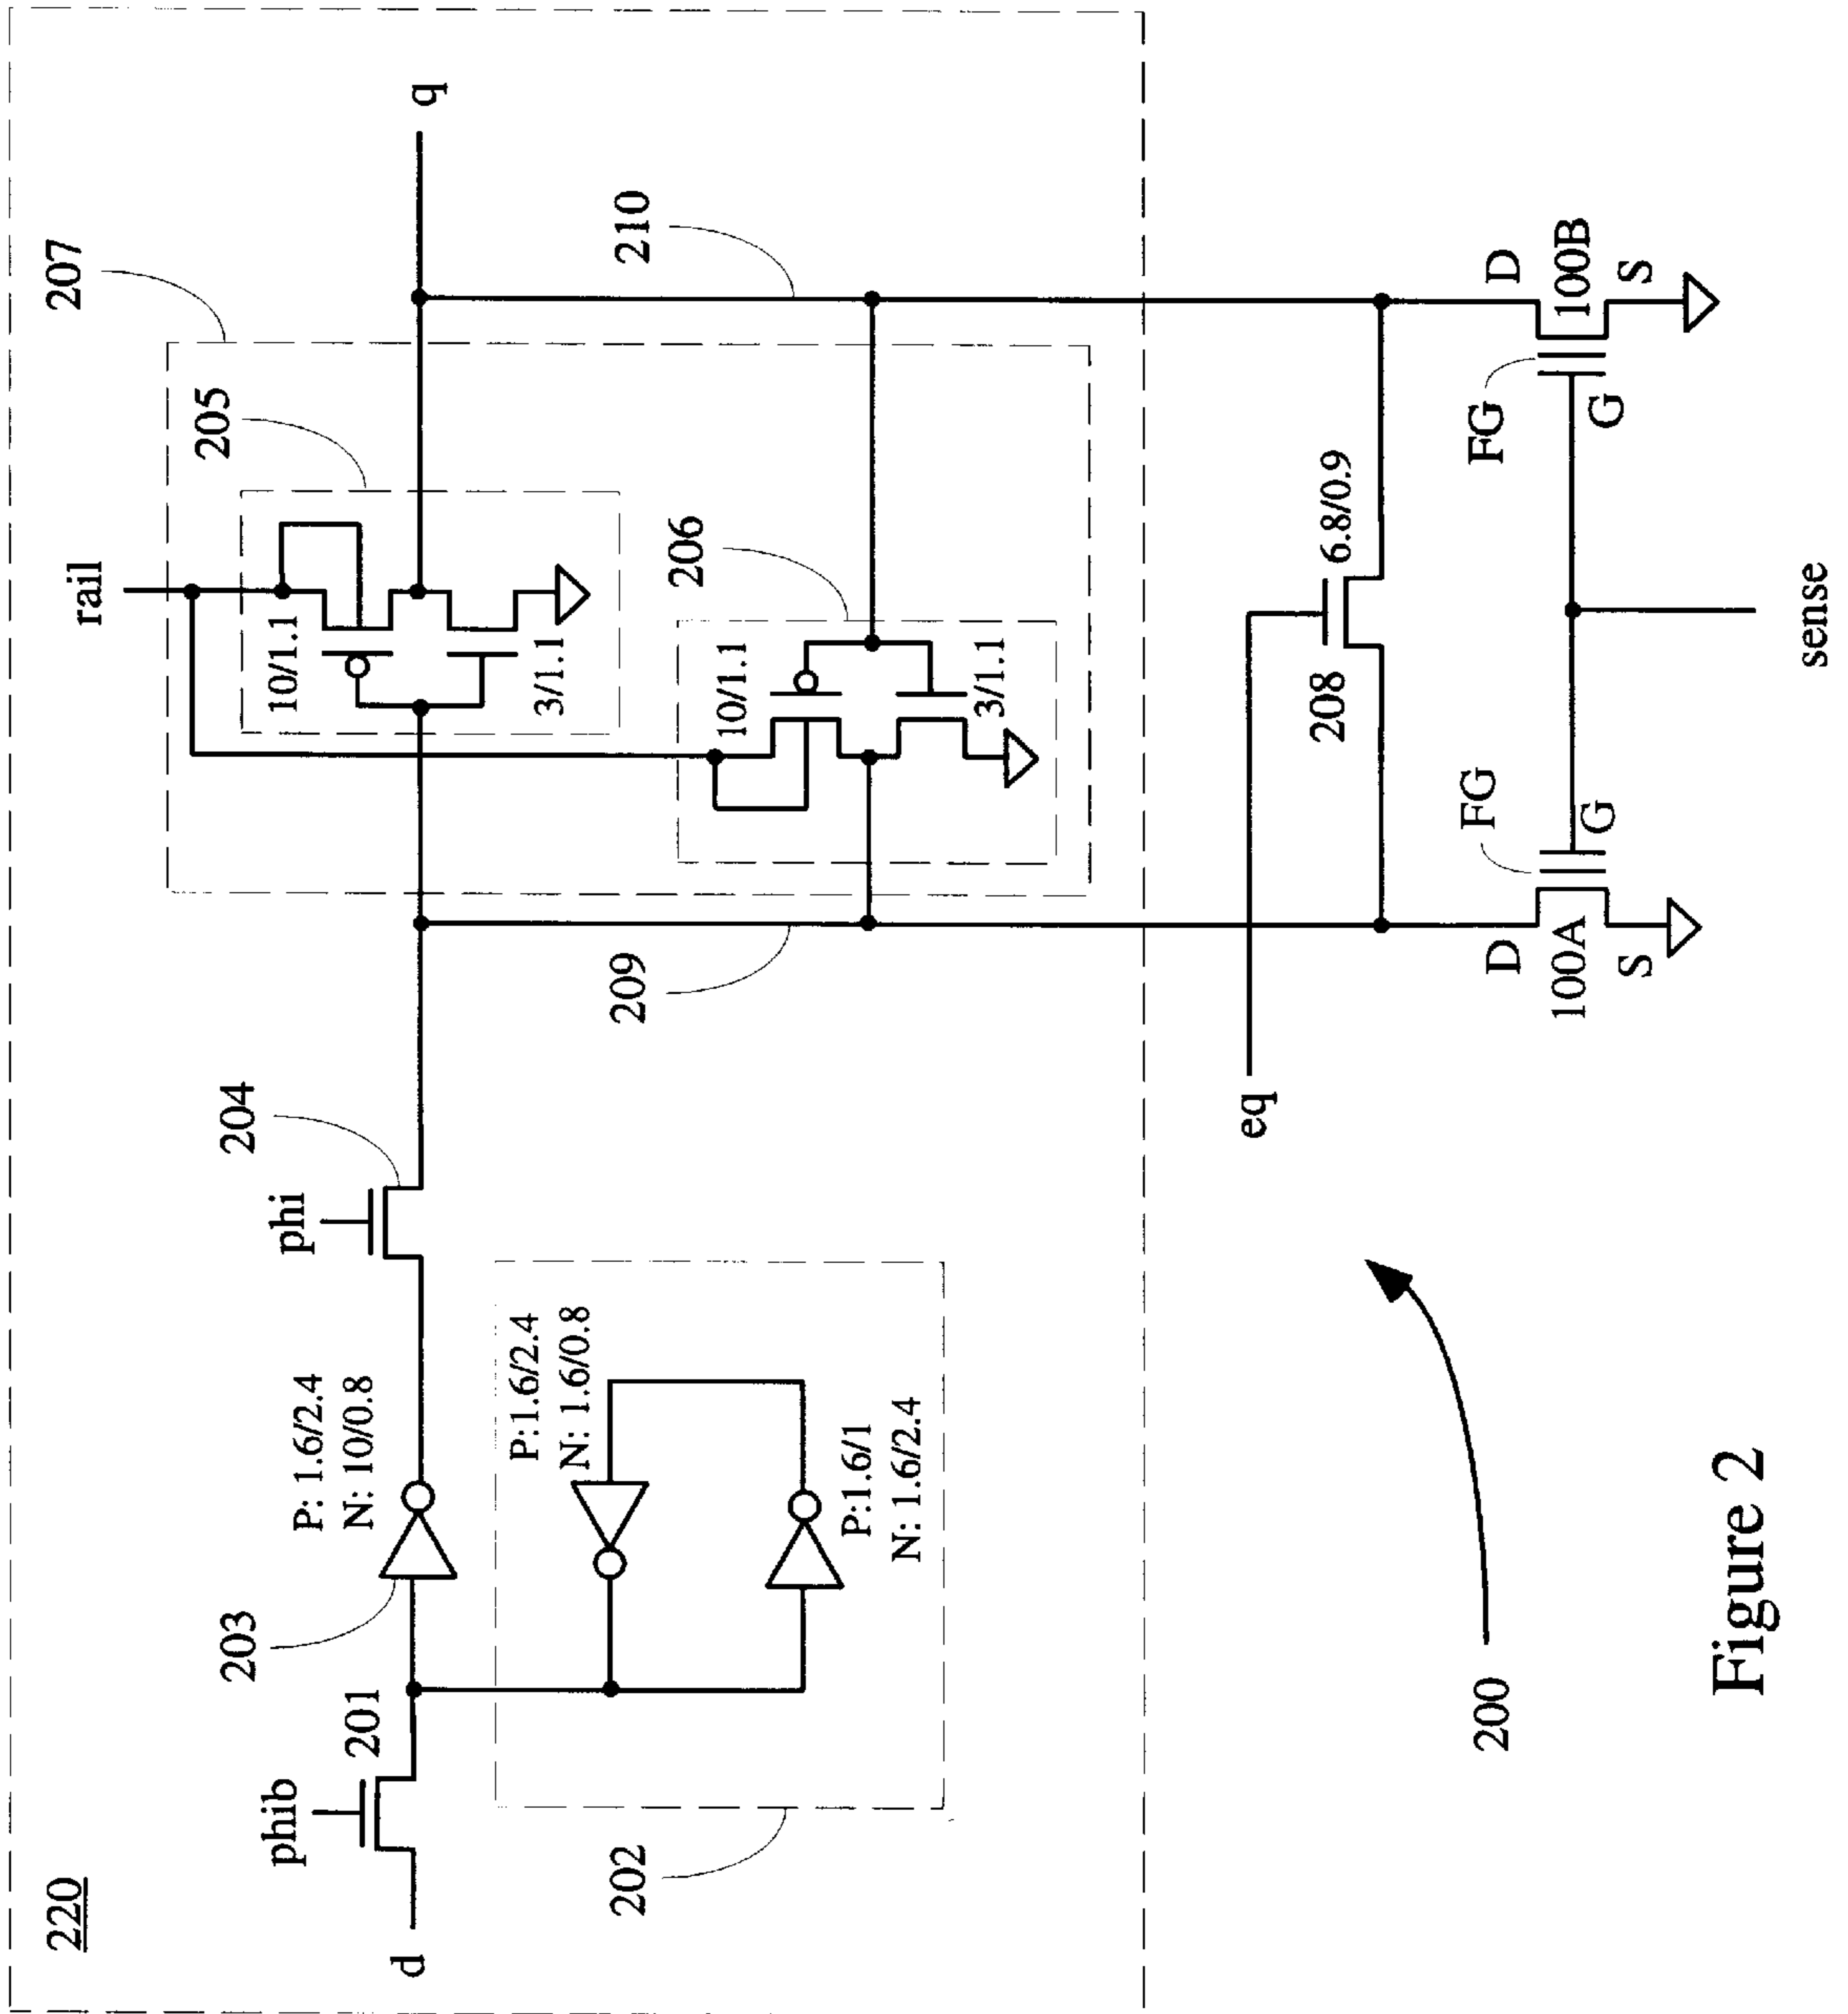 220
207
rail
q
205
10/1.1
3/1.1
206
10/1.1
3/1.1
210
phib
201
d
203
P: 1.6/2.4
N: 10/0.8
phi
204
202
P:1.6/2.4
N: 1.6/0.8
P:1.6/1
N: 1.6/2.4
209
eq
208
6.8/0.9
D
100A
S
FG
G
FG
G
D
100B
S
sense
200
Figure 2